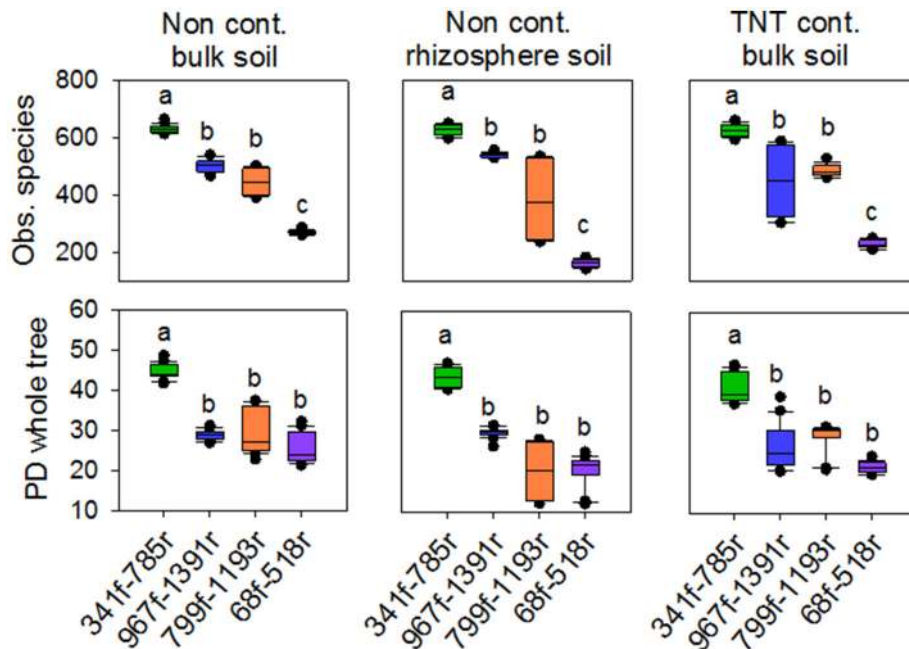 Non cont.
bulk soil
Non cont.
rhizosphere soil
TNT cont.
bulk soil
Obs. species
800
600
400
200
a
b
b
c
a
b
b
c
a
b
b
c
PD whole tree
60
50
40
30
20
10
a
b
b
b
a
b
b
b
a
b
b
b
341f-785r
967f-1391r
799f-1193r
68f-518r
341f-785r
967f-1391r
799f-1193r
68f-518r
341f-785r
967f-1391r
799f-1193r
68f-518r